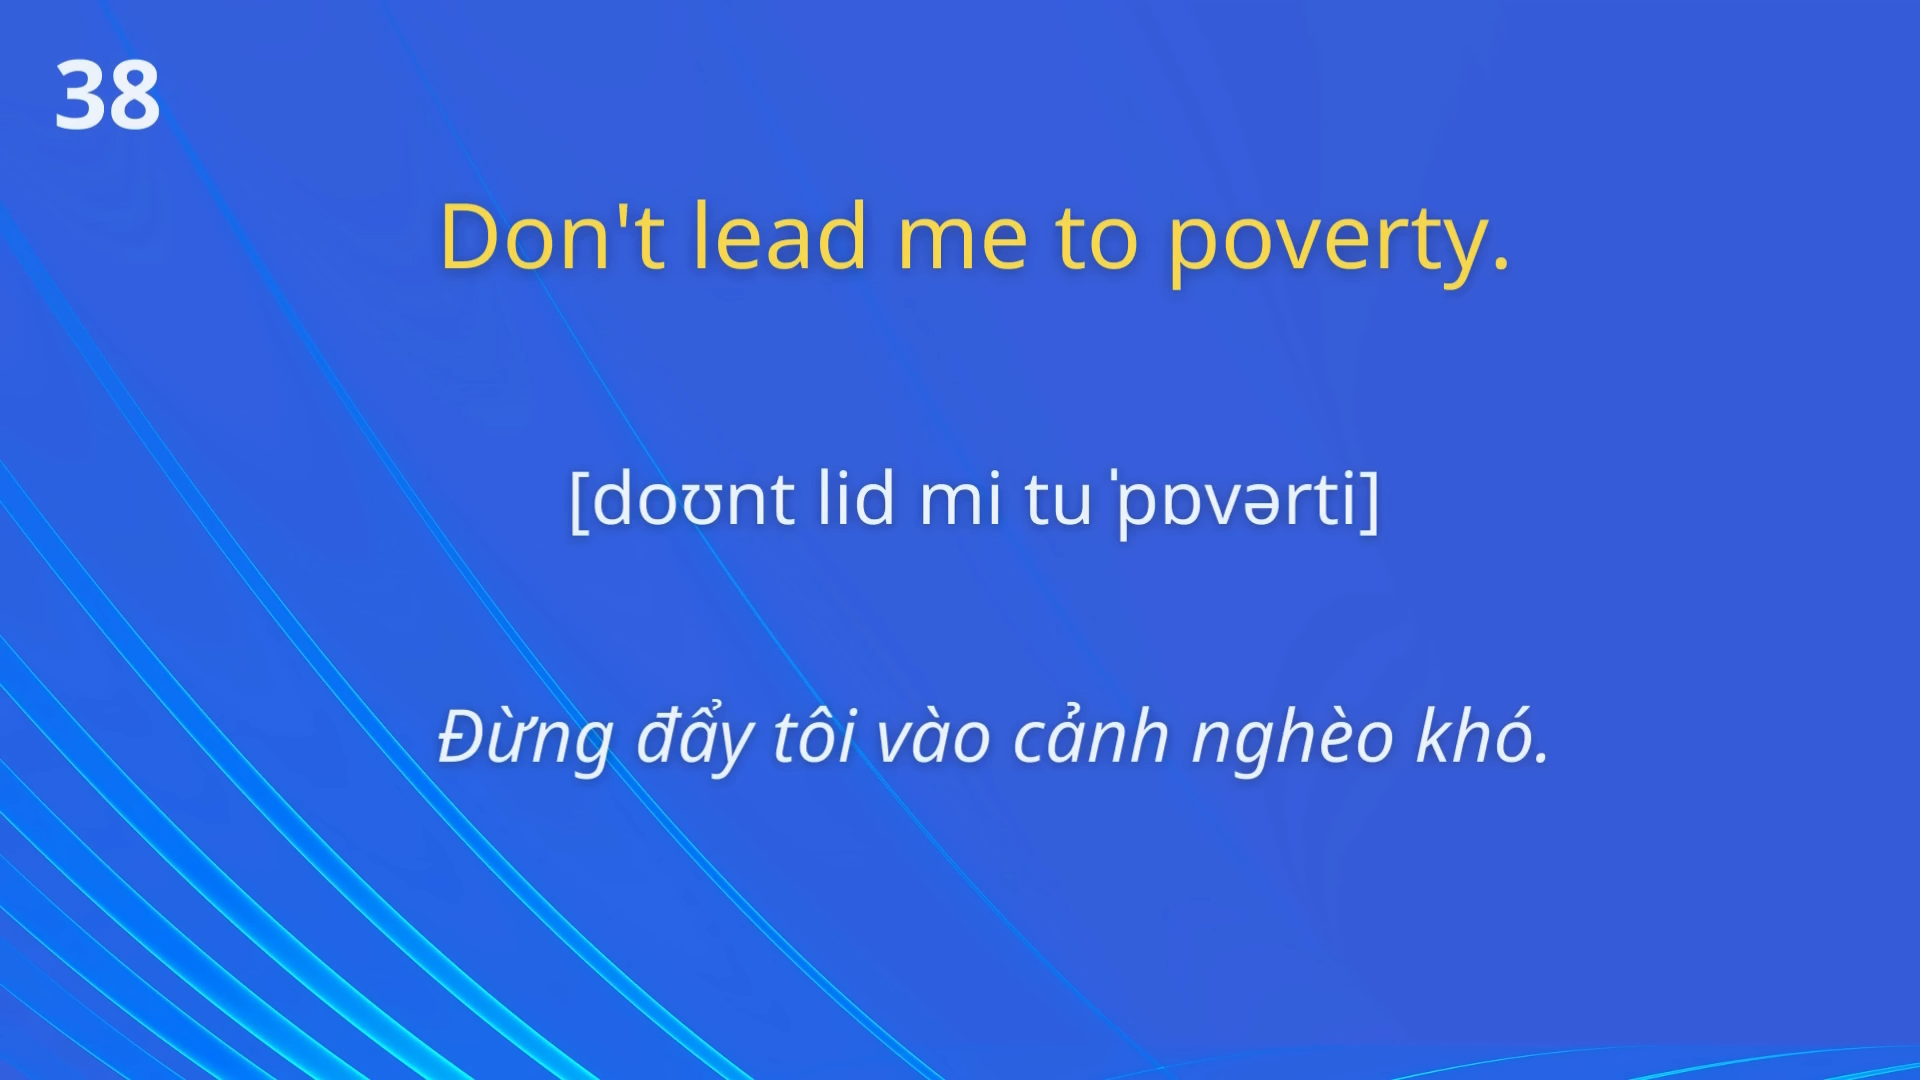 38
Don't lead me to poverty.
[doʊnt lid mi tu ˈpɒvərti]
Đừng đẩy tôi vào cảnh nghèo khó.